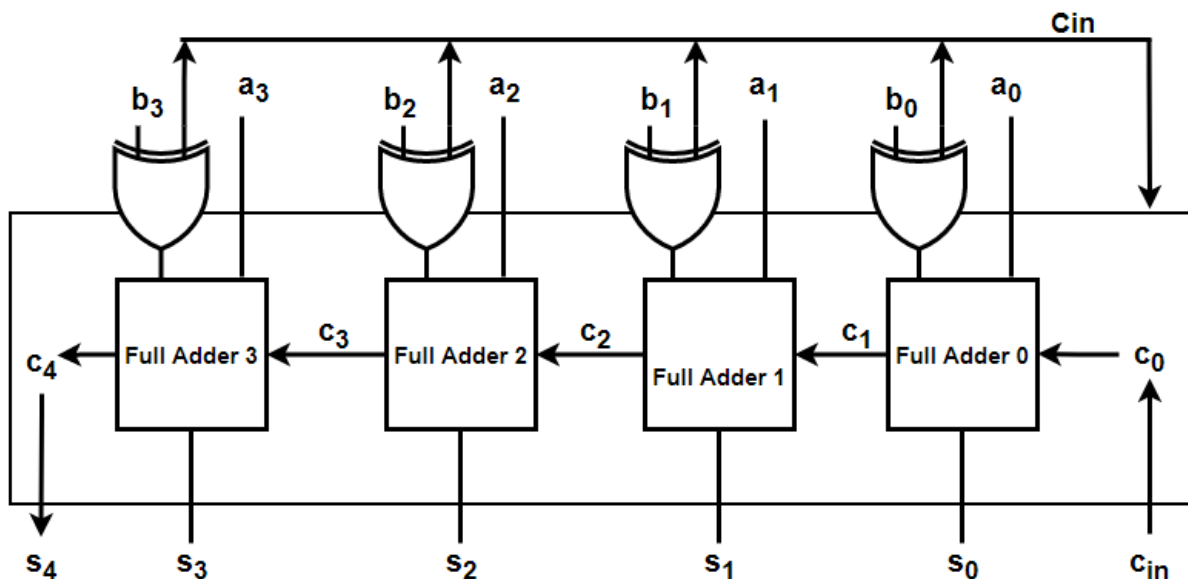 Cin
b₃ a₃ b₂ a₂ b₁ a₁ b₀ a₀
c₄ Full Adder 3 c₃ Full Adder 2 c₂ Full Adder 1 c₁ Full Adder 0 c₀
s₄ s₃ s₂ s₁ s₀ cᵢₙ